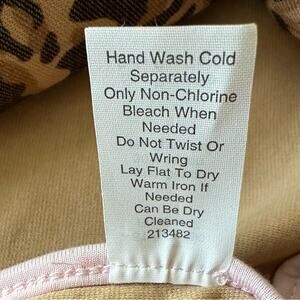 Hand Wash Cold
Separately
Only Non-Chlorine
Bleach When
Needed
Do Not Twist Or
Wring
Lay Flat To Dry
Warm Iron If
Needed
Can Be Dry
Cleaned
213482